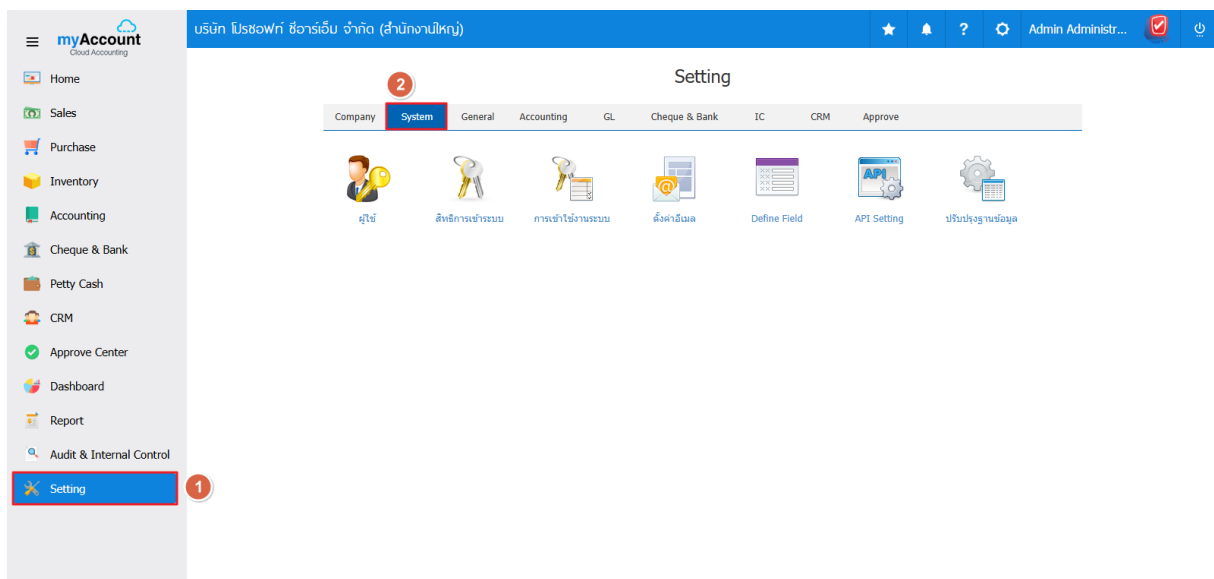 myAccount
Cloud Accounting
บริษัท โปรซอฟท์ ซีอาร์เอ็ม จำกัด (สำนักงานใหญ่)
?
Admin Administr...
Home
Sales
Purchase
Inventory
Accounting
Cheque & Bank
Petty Cash
CRM
Approve Center
Dashboard
Report
Audit & Internal Control
Setting
1
Setting
2
Company System General Accounting GL Cheque & Bank IC CRM Approve
API
@
ผู้ใช้ สิทธิการเข้าระบบ การเข้าใช้งานระบบ ตั้งค่าอีเมล Define Field API Setting ปรับปรุงฐานข้อมูล